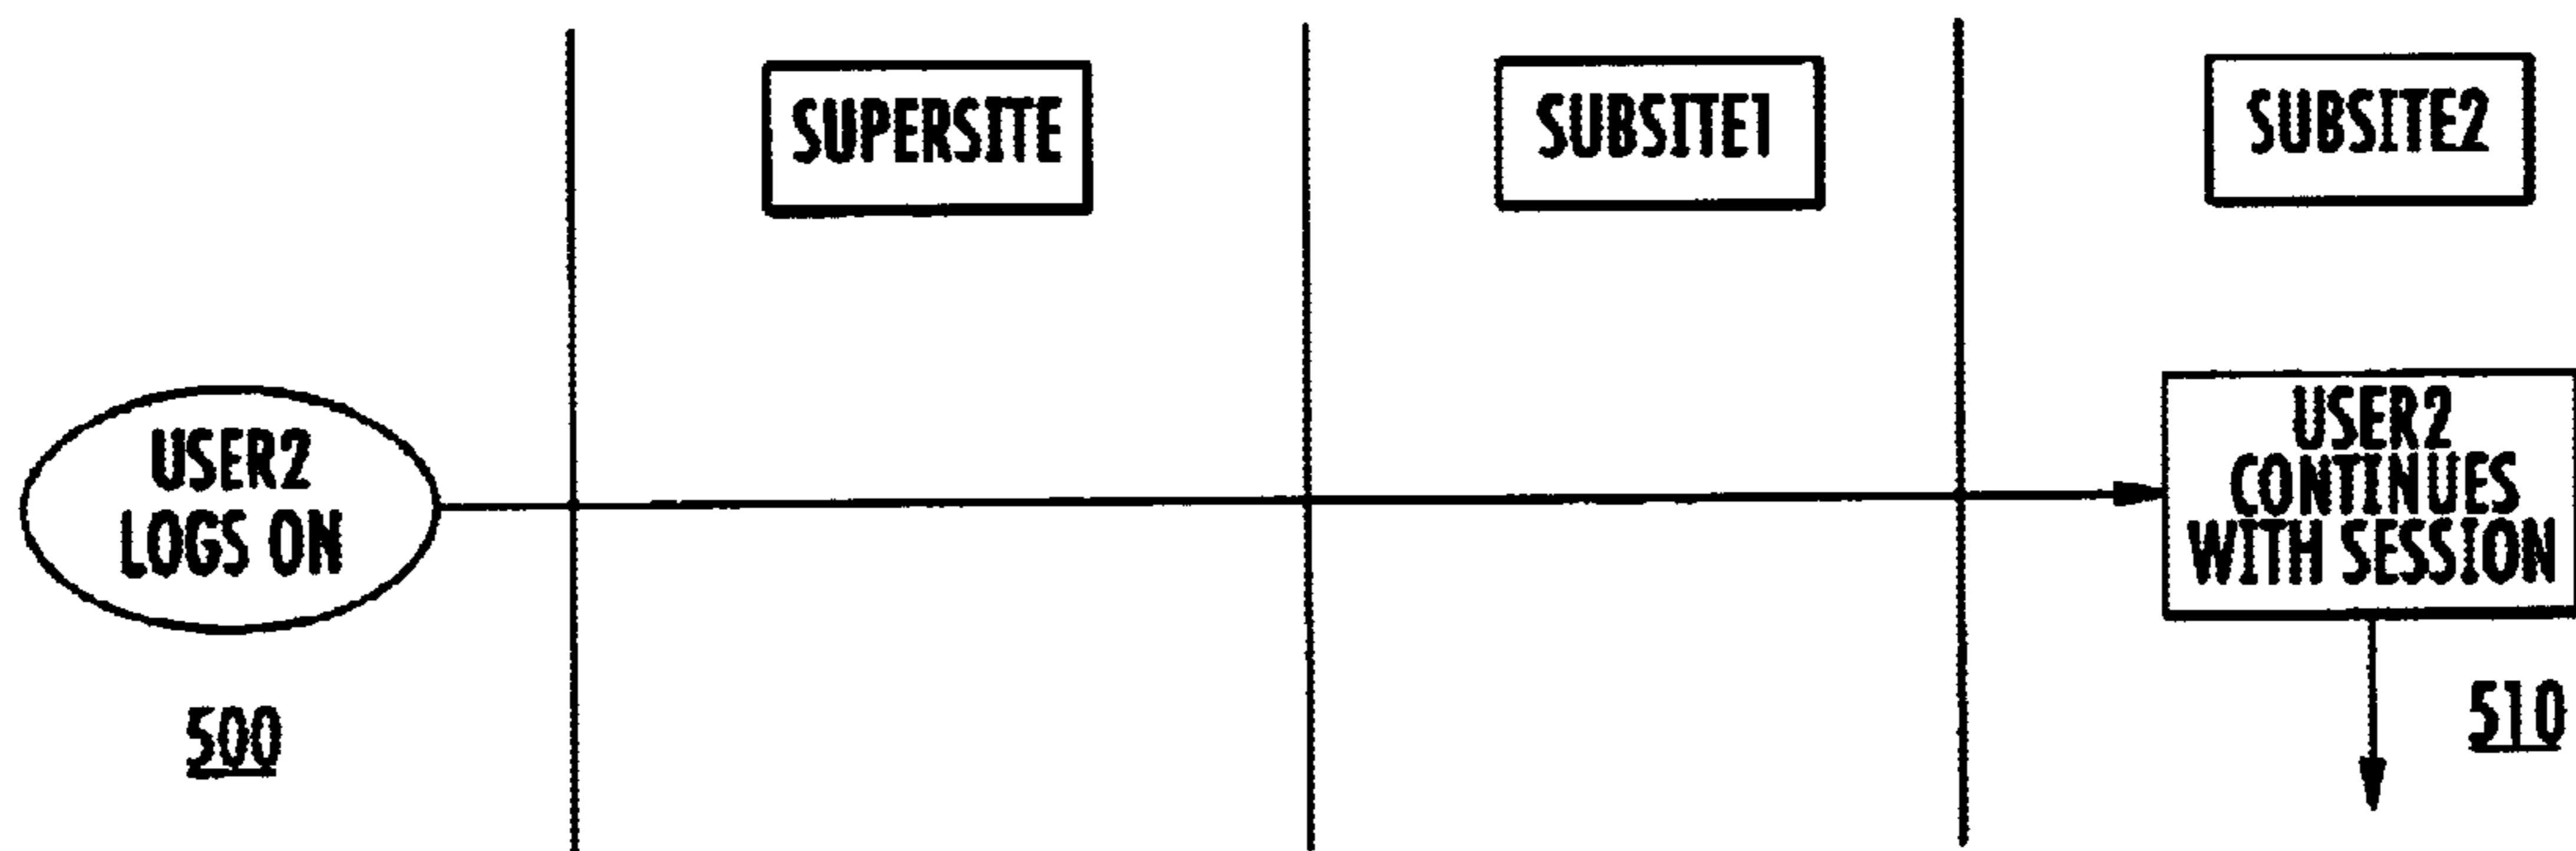 SUPERSITE
SUBSITE1
SUBSITE2
USER2
LOGS ON
500
USER2
CONTINUES
WITH SESSION
510